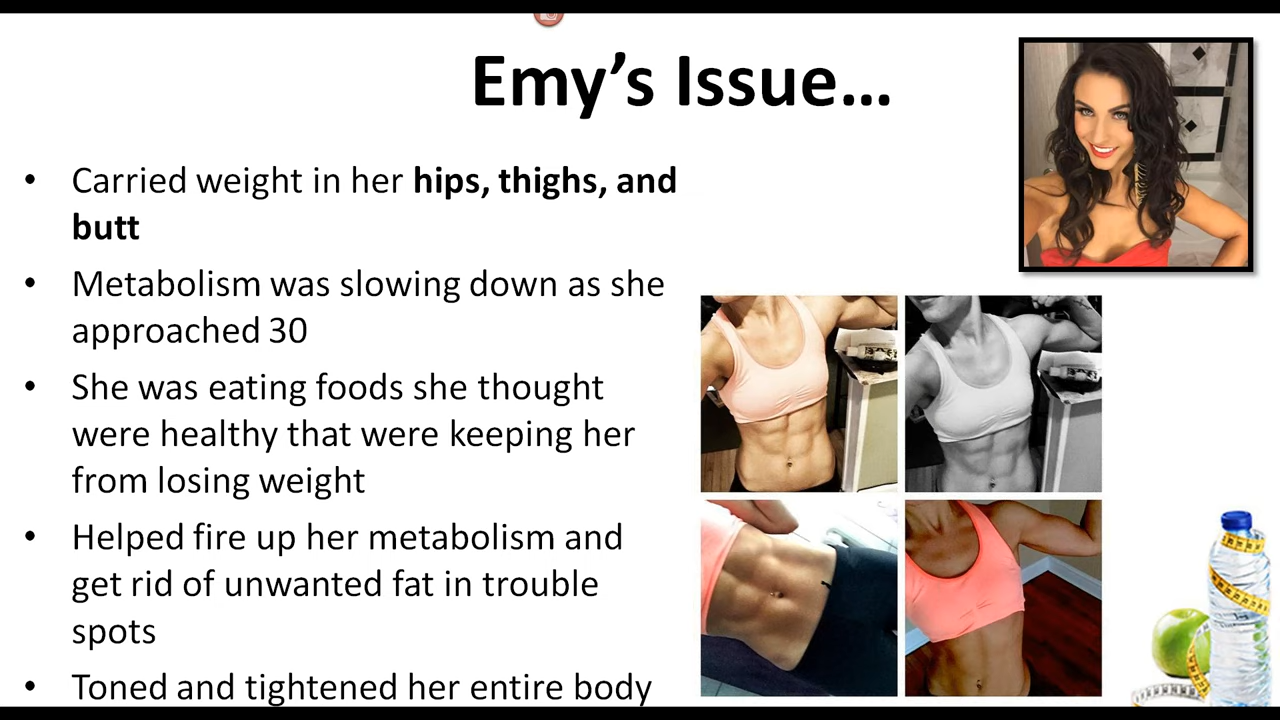 Emy’s Issue…
• Carried weight in her hips, thighs, and
butt
• Metabolism was slowing down as she
approached 30
• She was eating foods she thought
were healthy that were keeping her
from losing weight
• Helped fire up her metabolism and
get rid of unwanted fat in trouble
spots
• Toned and tightened her entire body